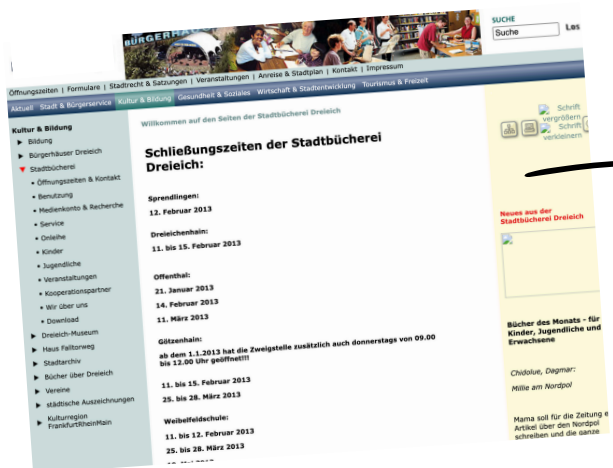 BÜRGERHAUS
SUCHE
Suche
Los
Öffnungszeiten | Formulare | Stadtrecht & Satzungen | Veranstaltungen | Anreise & Stadtplan | Kontakt | Impressum
Aktuell Stadt & Bürgerservice Kultur & Bildung Gesundheit & Soziales Wirtschaft & Stadtentwicklung Tourismus & Freizeit
Kultur & Bildung
Bildung
Bürgerhäuser Dreieich
Stadtbücherei
• Öffnungszeiten & Kontakt
• Benutzung
• Medienkonto & Recherche
• Service
• Onleihe
• Kinder
• Jugendliche
• Veranstaltungen
• Kooperationspartner
• Wir über uns
• Download
Dreieich-Museum
Haus Falltorweg
Stadtarchiv
Bücher über Dreieich
Vereine
städtische Auszeichnungen
Kulturregion
FrankfurtRheinMain
Willkommen auf den Seiten der Stadtbücherei Dreieich
Schließungszeiten der Stadtbücherei
Dreieich:
Sprendlingen:
12. Februar 2013
Dreieichenhain:
11. bis 15. Februar 2013
Offenthal:
21. Januar 2013
14. Februar 2013
11. März 2013
Götzenhain:
ab dem 1.1.2013 hat die Zweigstelle zusätzlich auch donnerstags von 09.00
bis 12.00 Uhr geöffnet!!!
11. bis 15. Februar 2013
25. bis 28. März 2013
Weibelfeldschule:
11. bis 12. Februar 2013
25. bis 28. März 2013
Schrift
vergrößern
Schrift
verkleinern
Neues aus der
Stadtbücherei Dreieich
Bücher des Monats - für
Kinder, Jugendliche und
Erwachsene
Chidolue, Dagmar:
Millie am Nordpol
Mama soll für die Zeitung e
Artikel über den Nordpol
schreiben und die ganze